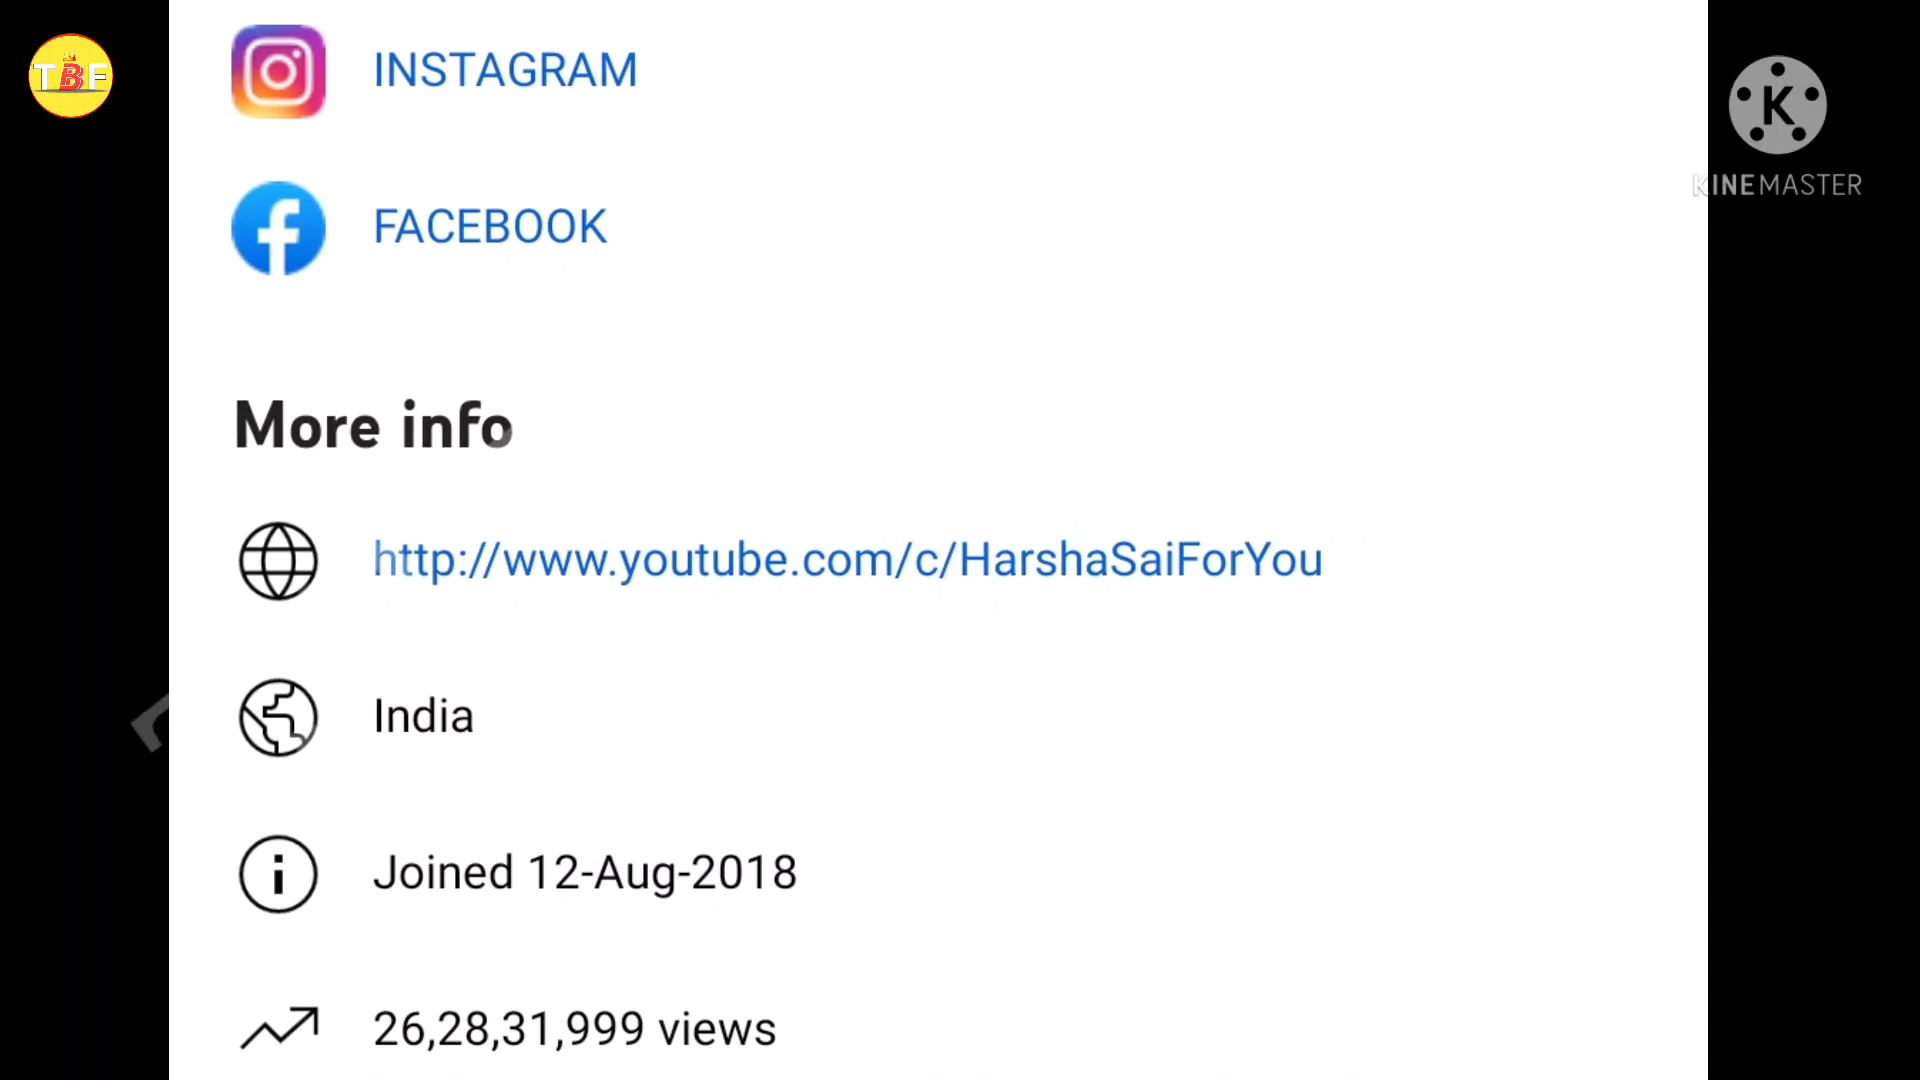 TBF
INSTAGRAM
K
KINEMASTER
FACEBOOK
More info
http://www.youtube.com/c/HarshaSaiForYou
India
Joined 12-Aug-2018
26,28,31,999 views